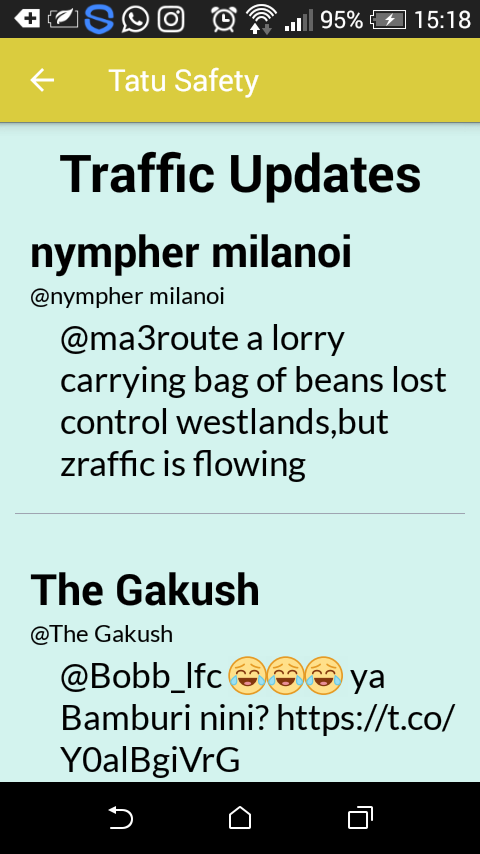 95% 15:18
Tatu Safety
Traffic Updates
nympher milanoi
@nympher milanoi
@ma3route a lorry
carrying bag of beans lost
control westlands,but
zraffic is flowing
The Gakush
@The Gakush
@Bobb_lfc 😂😂😂 ya
Bamburi nini? https://t.co/
Y0alBgiVrG